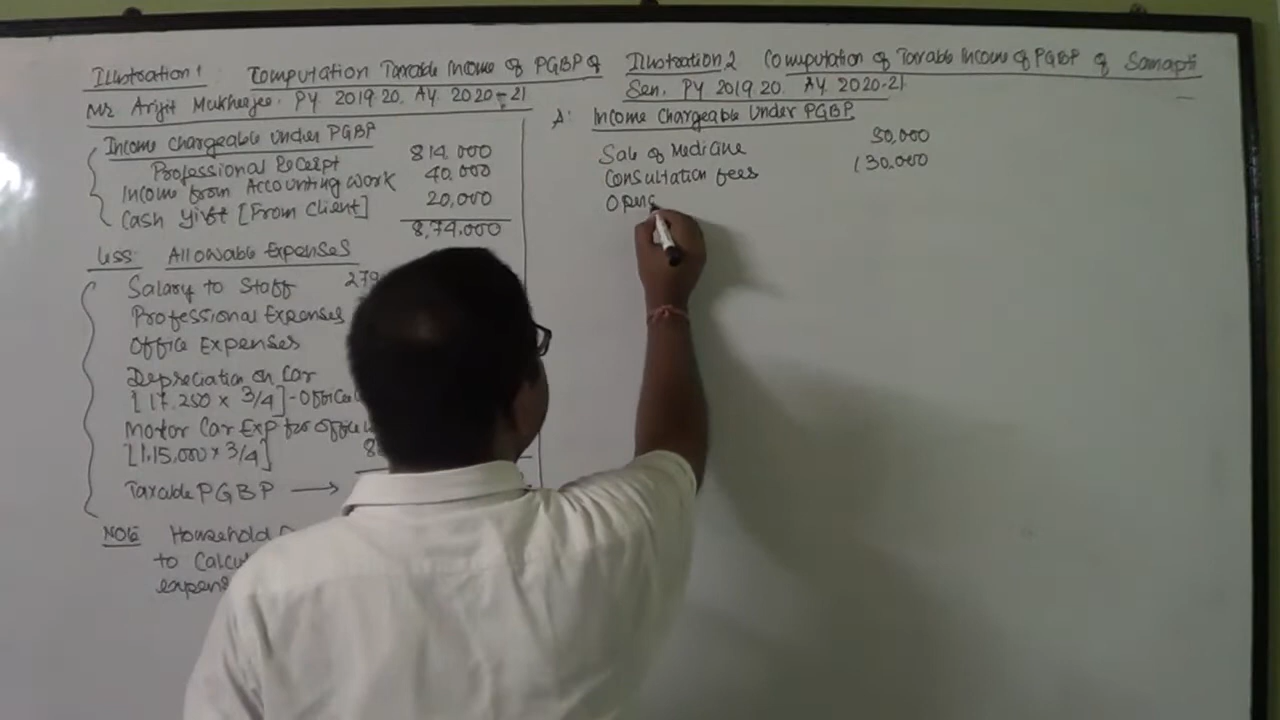 Illustration 1 Computation Taxable Income of PGBP of
Mr. Arijit Mukherjee. PY 2019.20. AY. 2020-21
Income chargeable under PGBP
Professional Receipt 814.000
Income from Accounting work 40.000
Cash gift [From client] 20,000
8,74.000
Less: Allowable Expenses
Salary to Staff 279
Professional Expenses
Office Expenses
Depreciation on Car
[17.250 x 3/4] - Office
Motor Car Exp for office
[1,15.000 x 3/4]
Taxable PGBP →
Note Household
to Calcu
expens
Illustration 2 Computation of Taxable Income of PGBP of Samapti
Sen. PY 2019.20. AY 2020-21
A: Income Chargeable Under PGBP
Sale of Medicine 50,000
Consultation fees 130.000